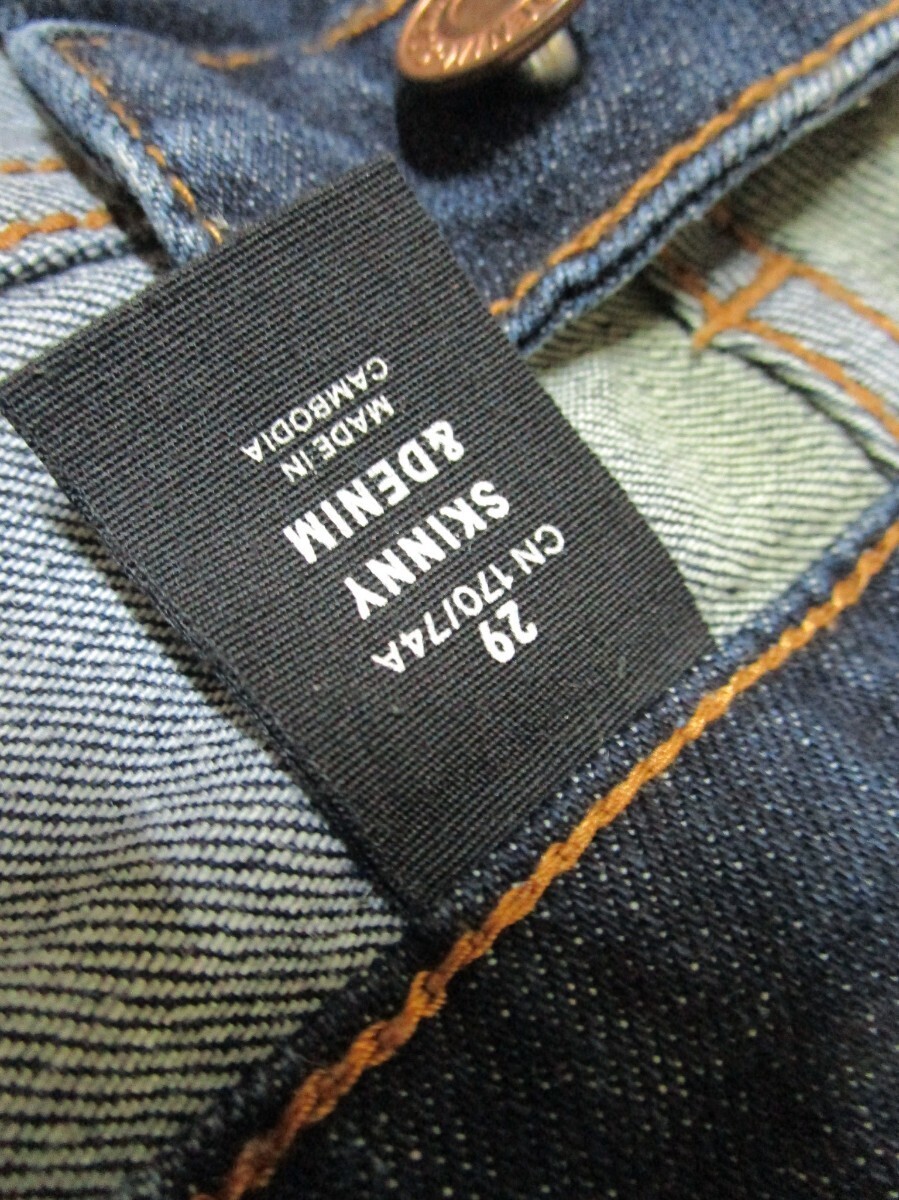 29
CN 170/74A
SKINNY
&DENIM
MADE IN
CAMBODIA